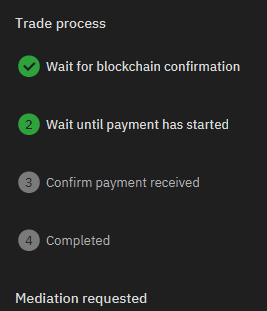 Trade process
Wait for blockchain confirmation
2 Wait until payment has started
3 Confirm payment received
4 Completed
Mediation requested